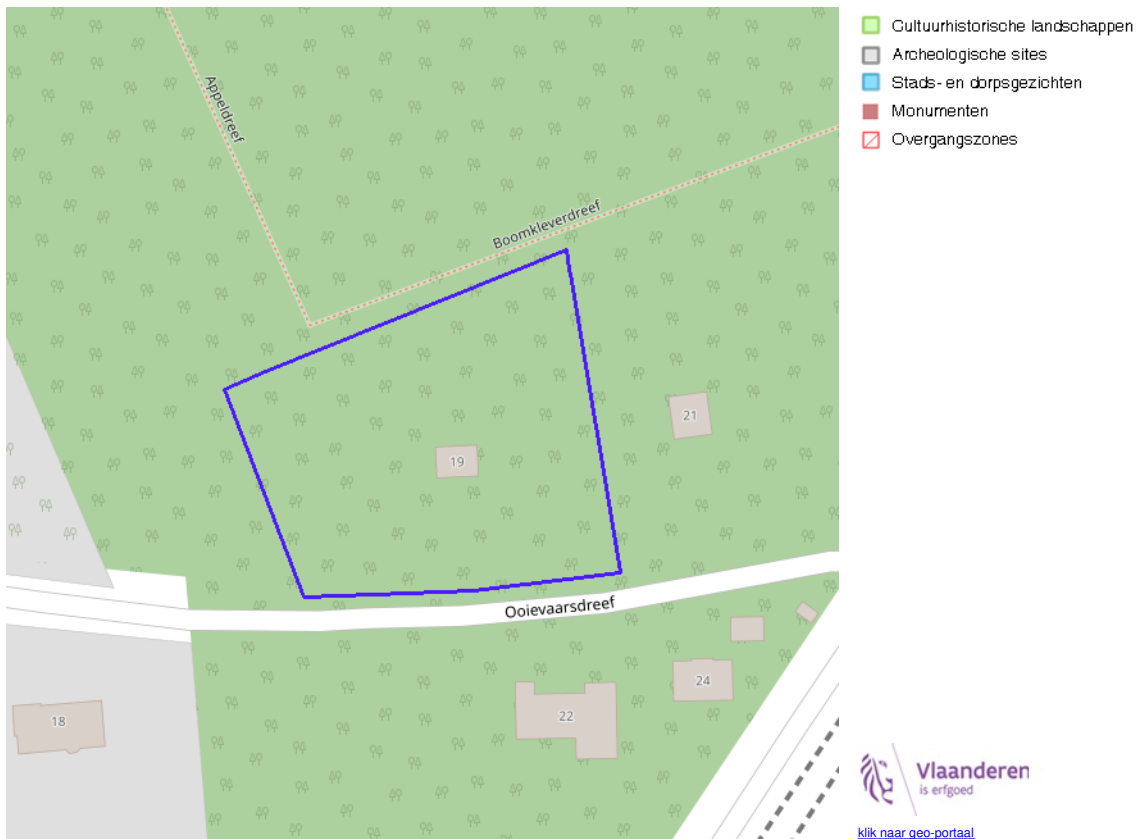 Appeldreef
Boomkleverdreef
21
19
Ooievaarsdreef
24
22
18
Cultuurhistorische landschappen
Archeologische sites
Stads- en dorpsgezichten
Monumenten
Overgangszones
Vlaanderen
is erfgoed
klik naar geo-portaal